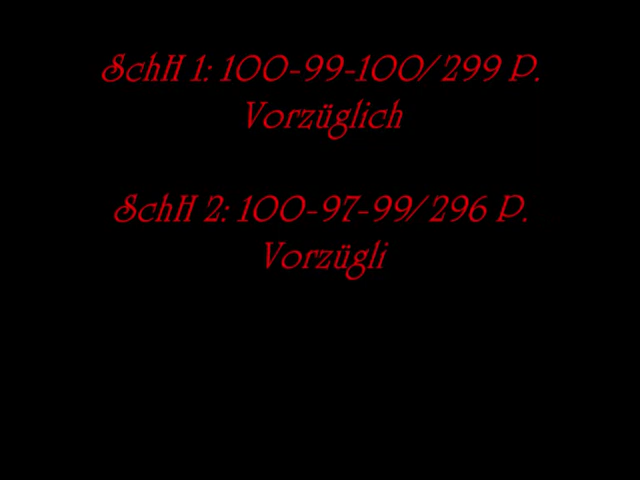 SchH 1: 100-99-100/299 P.
Vorzüglich
SchH 2: 100-97-99/296 P.
Vorzügli